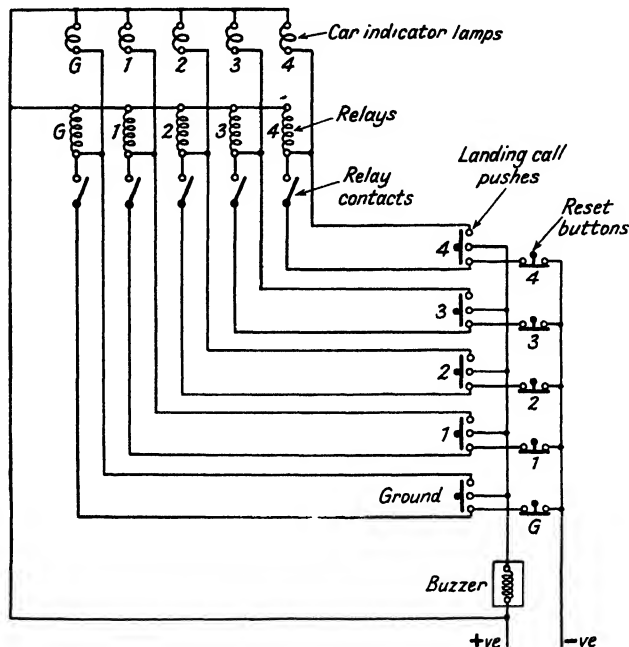 Car indicator lamps
G 1 2 3 4
Relays
G 1 2 3 4
Landing call
pushes
Relay
contacts
Reset
buttons
4
4
3
3
2
2
1
1
Ground
G
Buzzer
+ve -ve